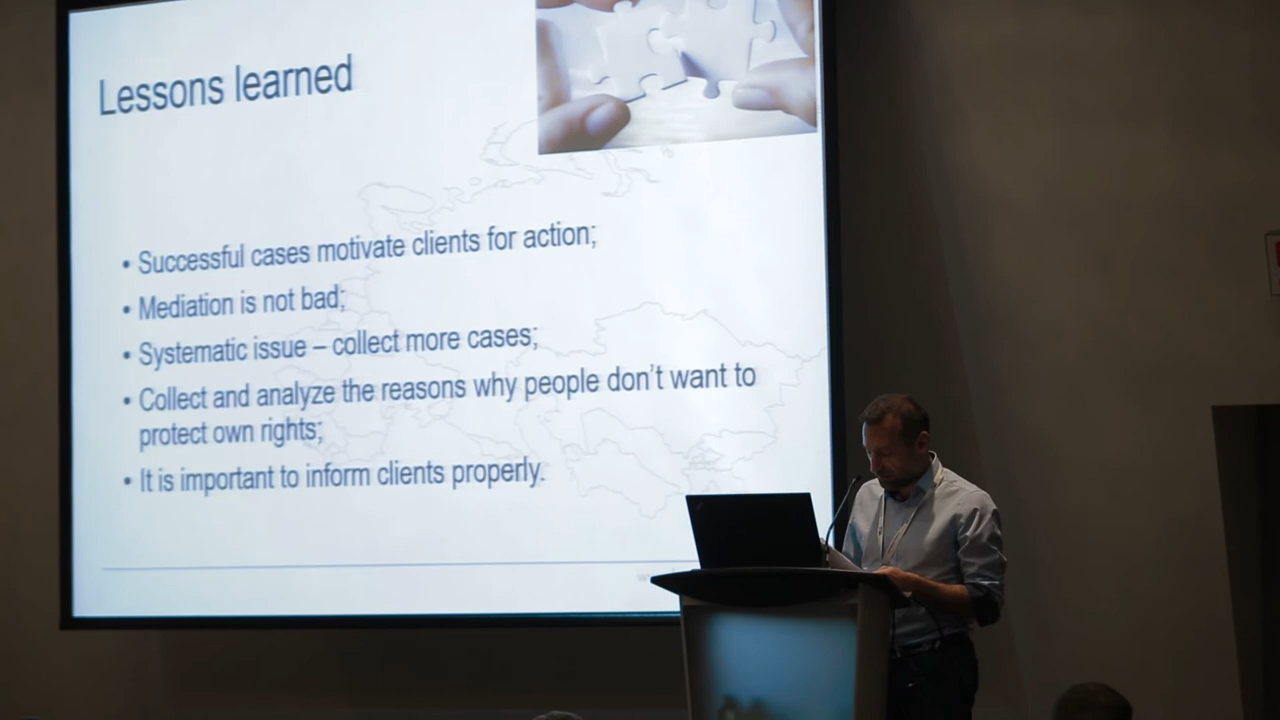 Lessons learned
• Successful cases motivate clients for action;
• Mediation is not bad;
• Systematic issue – collect more cases;
• Collect and analyze the reasons why people don't want to
protect own rights;
• It is important to inform clients properly.